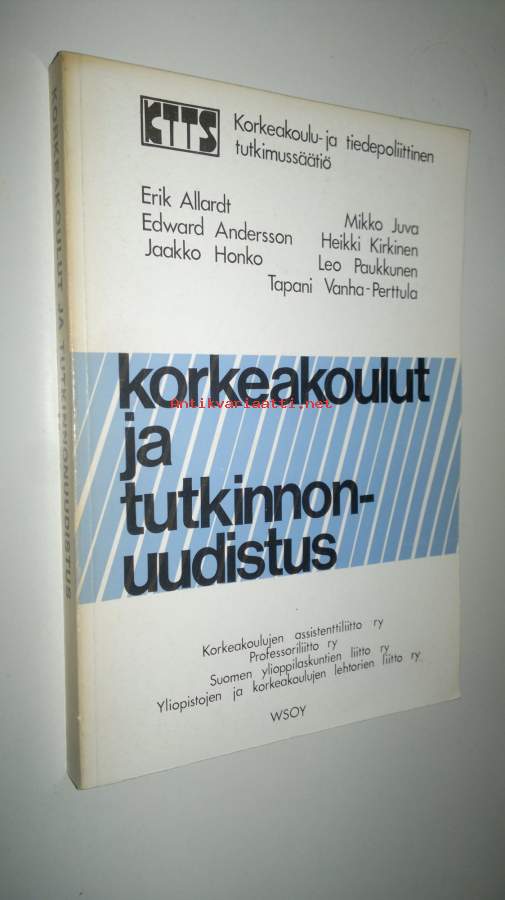 KTTS
Korkeakoulu- ja tiedepoliittinen
tutkimussäätiö
Erik Allardt
Edward Andersson
Jaakko Honko
Mikko Juva
Heikki Kirkinen
Leo Paukkunen
Tapani Vanha-Perttula
korkeakoulut
ja
tutkinnon-
uudistus
Antikvariaatti.net
Korkeakoulujen assistenttiliitto ry
Professoriliitto ry
Suomen ylioppilaskuntien liitto ry
Yliopistojen ja korkeakoulujen lehtorien liitto ry
WSOY
KORKEAKOULUT JA TUTKINNONUUDISTUS